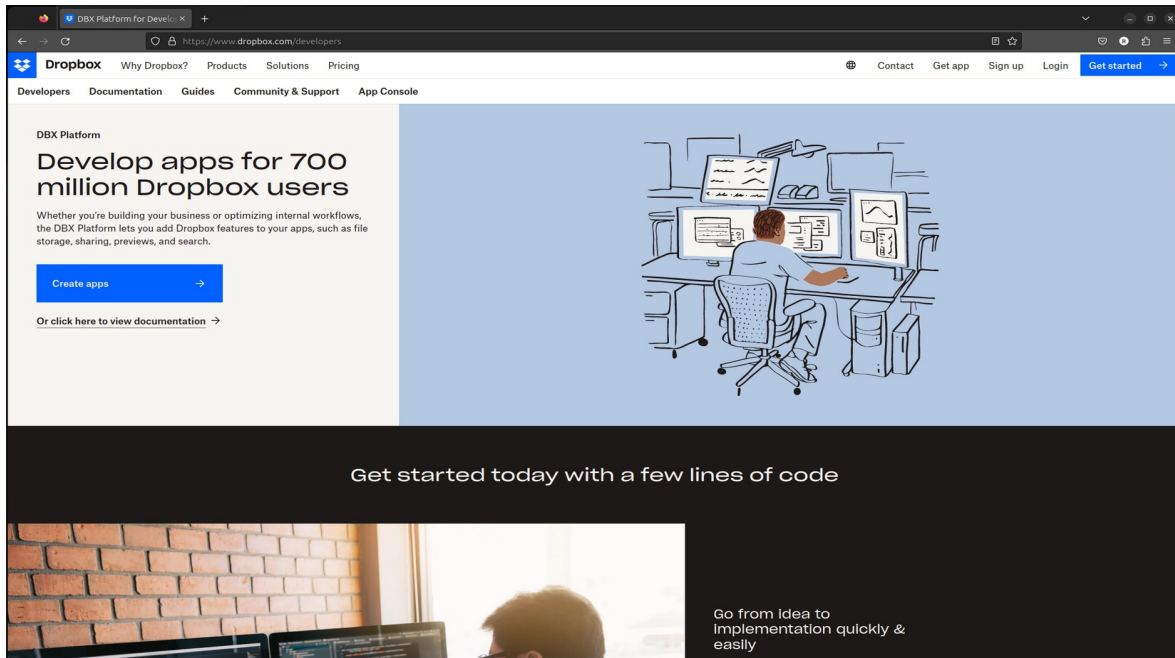 DBX Platform for Develop
https://www.dropbox.com/developers
Dropbox Why Dropbox? Products Solutions Pricing Contact Get app Sign up Login Get started →
Developers Documentation Guides Community & Support App Console
DBX Platform
Develop apps for 700
million Dropbox users
Whether you're building your business or optimizing internal workflows,
the DBX Platform lets you add Dropbox features to your apps, such as file
storage, sharing, previews, and search.
Create apps →
Or click here to view documentation →
Get started today with a few lines of code
Go from idea to
implementation quickly &
easily